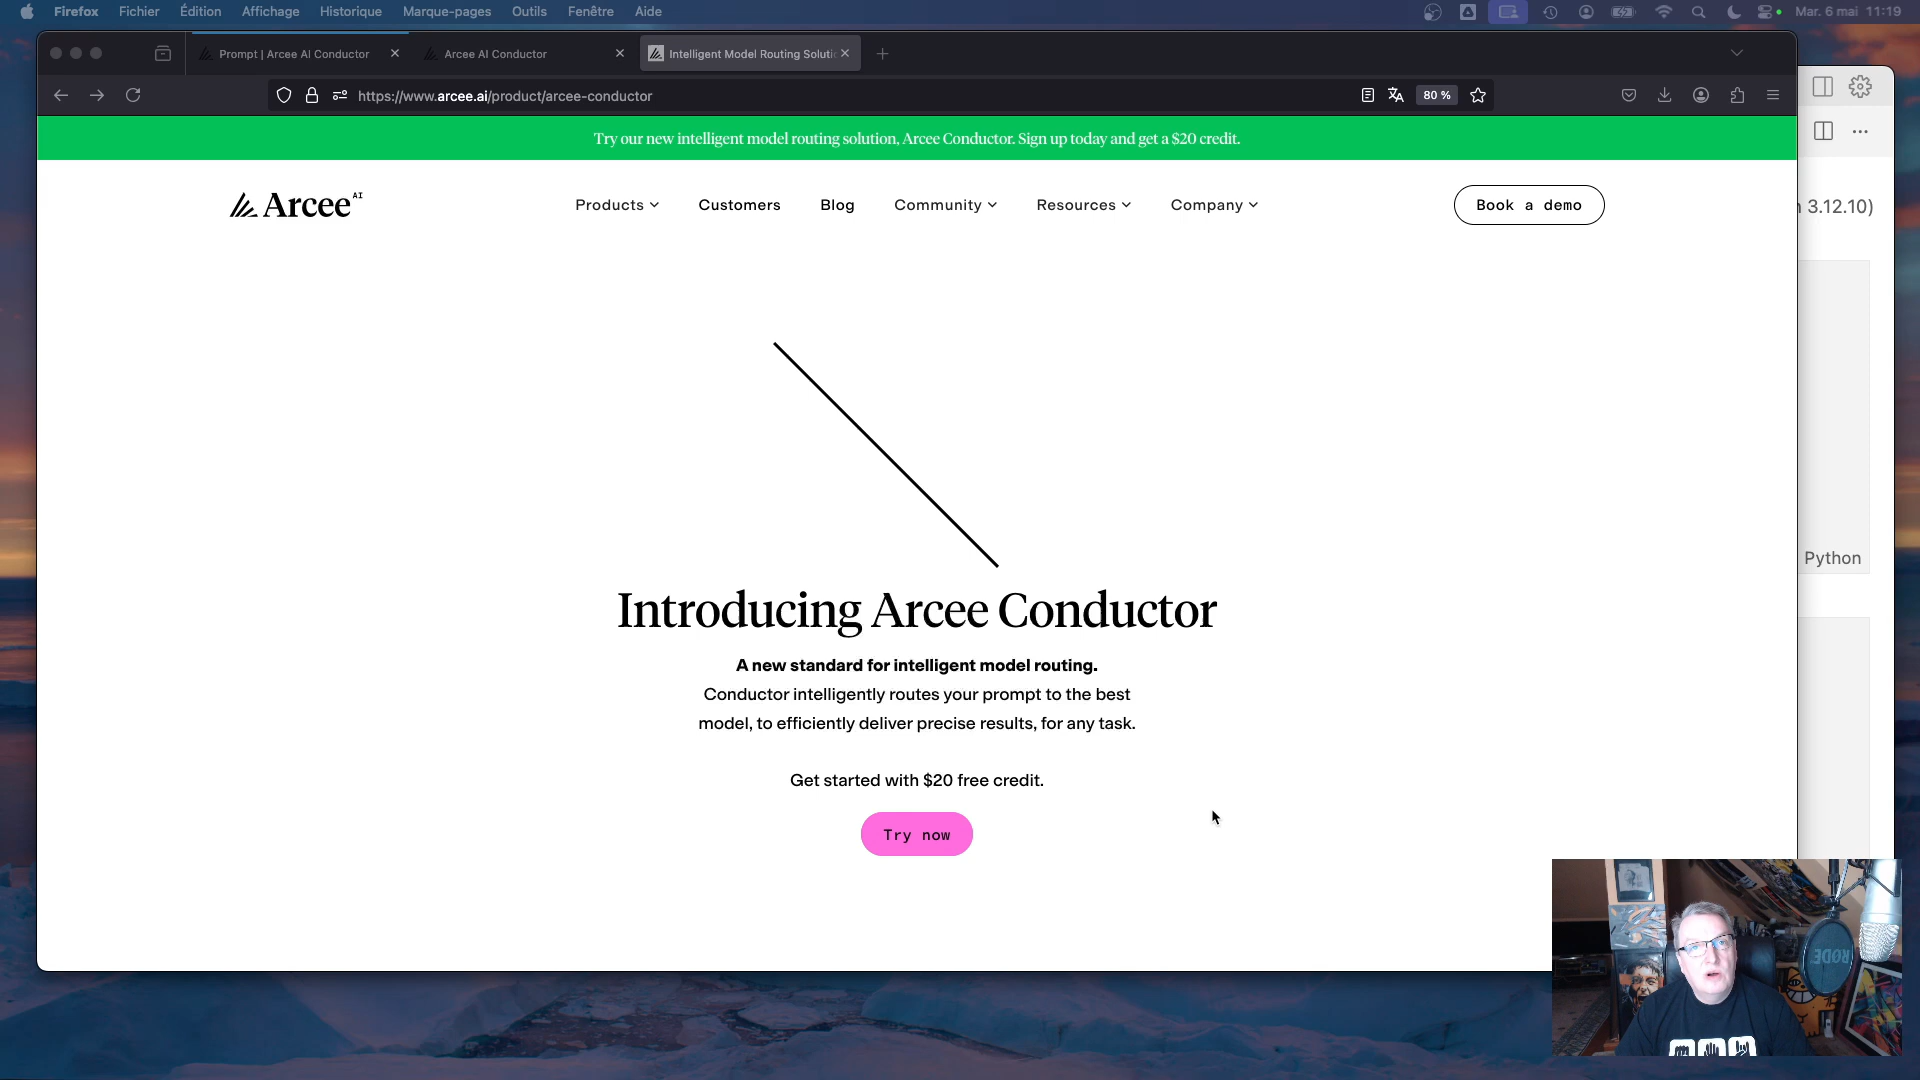 Firefox Fichier Édition Affichage Historique Marque-pages Outils Fenêtre Aide Mar. 6 mai 11:19
Prompt | Arcee AI Conductor
Arcee AI Conductor
Intelligent Model Routing Soluti
https://www.arcee.ai/product/arcee-conductor 80 %
Try our new intelligent model routing solution, Arcee Conductor. Sign up today and get a $20 credit.
Arcee AI Products Customers Blog Community Resources Company Book a demo
3.12.10)
Python
Introducing Arcee Conductor
A new standard for intelligent model routing.
Conductor intelligently routes your prompt to the best
model, to efficiently deliver precise results, for any task.
Get started with $20 free credit.
Try now
RØDE